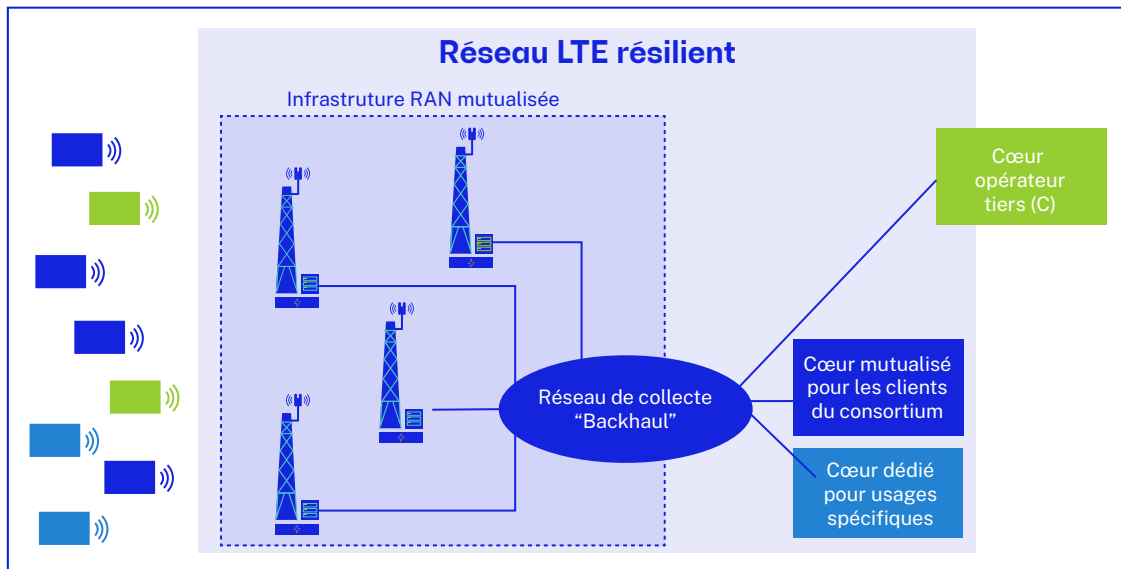 Réseau LTE résilient
Infrastruture RAN mutualisée
Cœur
opérateur
tiers (C)
Réseau de collecte
“Backhaul”
Cœur mutualisé
pour les clients
du consortium
Cœur dédié
pour usages
spécifiques